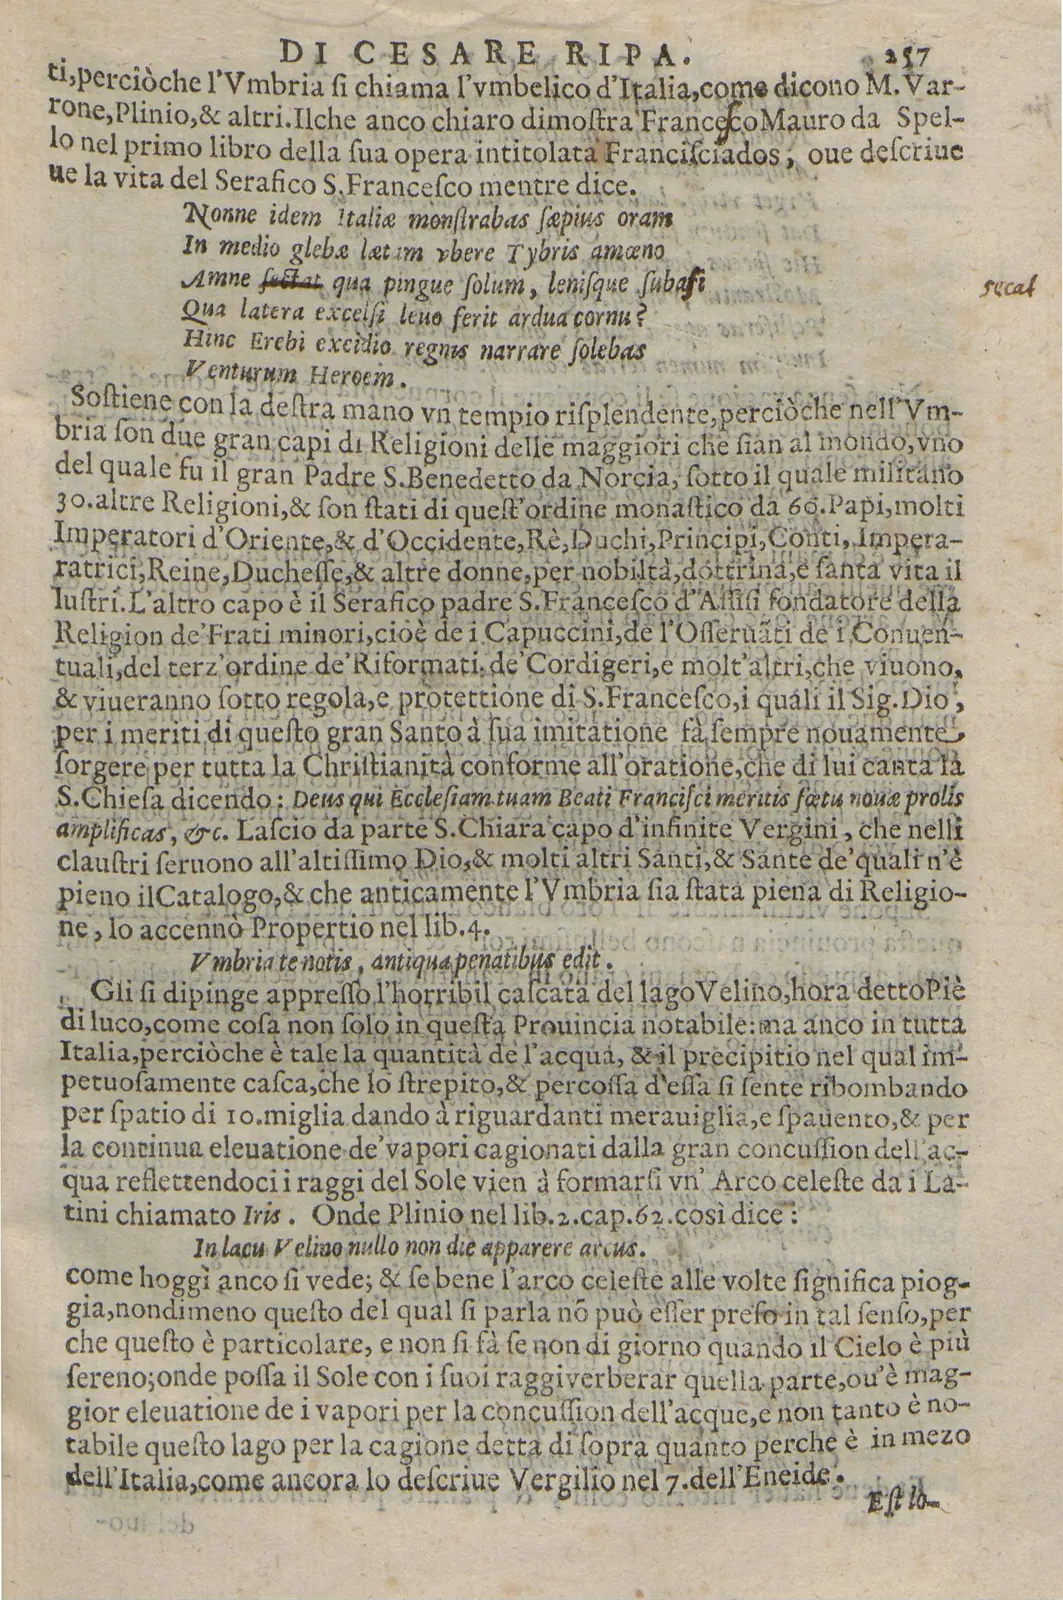 DI CESARE RIPA. 257
ti,perciòche l'Vmbria ſi chiama l'vmbelico d'Italia,come dicono M.Var-
rone,Plinio,& altri.Ilche anco chiaro dimoſtra Franceſco Mauro da Spel-
lo nel primo libro della ſua opera intitolata Franciſciados, oue deſcriue
ue la vita del Serafico S.Franceſco mentre dice.
Nonne idem Italiæ monſtrabas ſæpius oram
In medio glebæ lætam vbere Tybris amœno
Amne ſectat qua pingue ſolum, leniſque ſubaſi
secat
Qua latera excelſi leuo ferit ardua cornu?
Hinc Erebi excidio regnis narrare ſolebas
Venturum Heroem.
Soſtiene con la deſtra mano vn tempio riſplendente,perciòche nell'Vm-
bria ſon due gran capi di Religioni delle maggiori che ſian al mondo,vno
del quale fu il gran Padre S.Benedetto da Norcia, ſotto il quale militano
30.altre Religioni,& ſon ſtati di queſt'ordine monaſtico da 60.Papi,molti
Imperatori d'Oriente,& d'Occidente,Rè,Duchi,Principi,Conti,Impera-
ratrici,Reine,Ducheſſe,& altre donne,per nobiltà,dottrina,e ſanta vita il
luſtri.L'altro capo è il Serafico padre S.Franceſco d'Aſſiſi fondatore della
Religion de'Frati minori,cioè de i Capuccini,de l'Oſſeruãti de i Conuen-
tuali,del terz'ordine de'Riformati de'Cordigeri,e molt'altri,che viuono,
& viueranno ſotto regola,e protettione di S.Franceſco,i quali il Sig.Dio,
per i meriti di queſto gran Santo à ſua imitatione fà ſempre nouamente
ſorgere per tutta la Chriſtianità conforme all'oratione,che di lui canta la
S.Chieſa dicendo: Deus qui Eccleſiam tuam Beati Franciſci meritis fœtu nouæ prolis
amplificas, &c. Laſcio da parte S.Chiara capo d'infinite Vergini, che nelli
clauſtri ſeruono all'altiſſimo Dio,& molti altri Santi,& Sante de'quali n'è
pieno il Catalogo,& che anticamente l'Vmbria ſia ſtata piena di Religio-
ne, lo accennò Propertio nel lib.4.
Vmbria te notis, antiqua penatibus edit.
Gli ſi dipinge appreſſo l'horribil caſcata del lago Velino,hora detto Piè
di luco,come coſa non ſolo in queſta Prouincia notabile:ma anco in tutta
Italia,perciòche è tale la quantità de l'acqua, & il precipitio nel qual im-
petuoſamente caſca,che lo ſtrepito,& percoſſa d'eſſa ſi ſente ribombando
per ſpatio di 10.miglia dando à riguardanti merauiglia,e ſpauento,& per
la continua eleuatione de'vapori cagionati dalla gran concuſſion dell'ac-
qua reflettendoci i raggi del Sole vien à formarſi vn' Arco celeſte da i La-
tini chiamato Iris. Onde Plinio nel lib.2.cap.62.così dice:
In lacu Velino nullo non die apparere arcus.
come hoggi anco ſi vede; & ſe bene l'arco celeſte alle volte ſignifica piog-
gia,nondimeno queſto del qual ſi parla nõ può eſſer preſo in tal ſenſo,per
che queſto è particolare, e non ſi fà ſe non di giorno quando il Cielo è più
ſereno;onde poſſa il Sole con i ſuoi raggi verberar quella parte,ou'è mag-
gior eleuatione de i vapori per la concuſſion dell'acque,e non tanto è no-
tabile queſto lago per la cagione detta di ſopra quanto perche è in mezo
dell'Italia,come ancora lo deſcriue Vergilio nel 7.dell'Eneide.
Eſt lo-